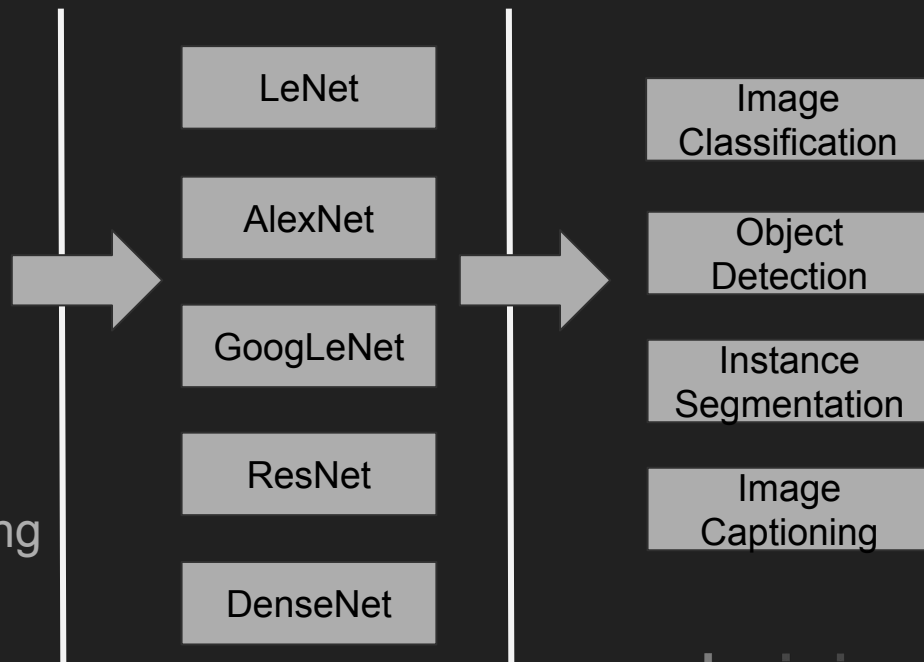 LeNet
AlexNet
GoogLeNet
ResNet
DenseNet
Image
Classification
Object
Detection
Instance
Segmentation
Image
Captioning